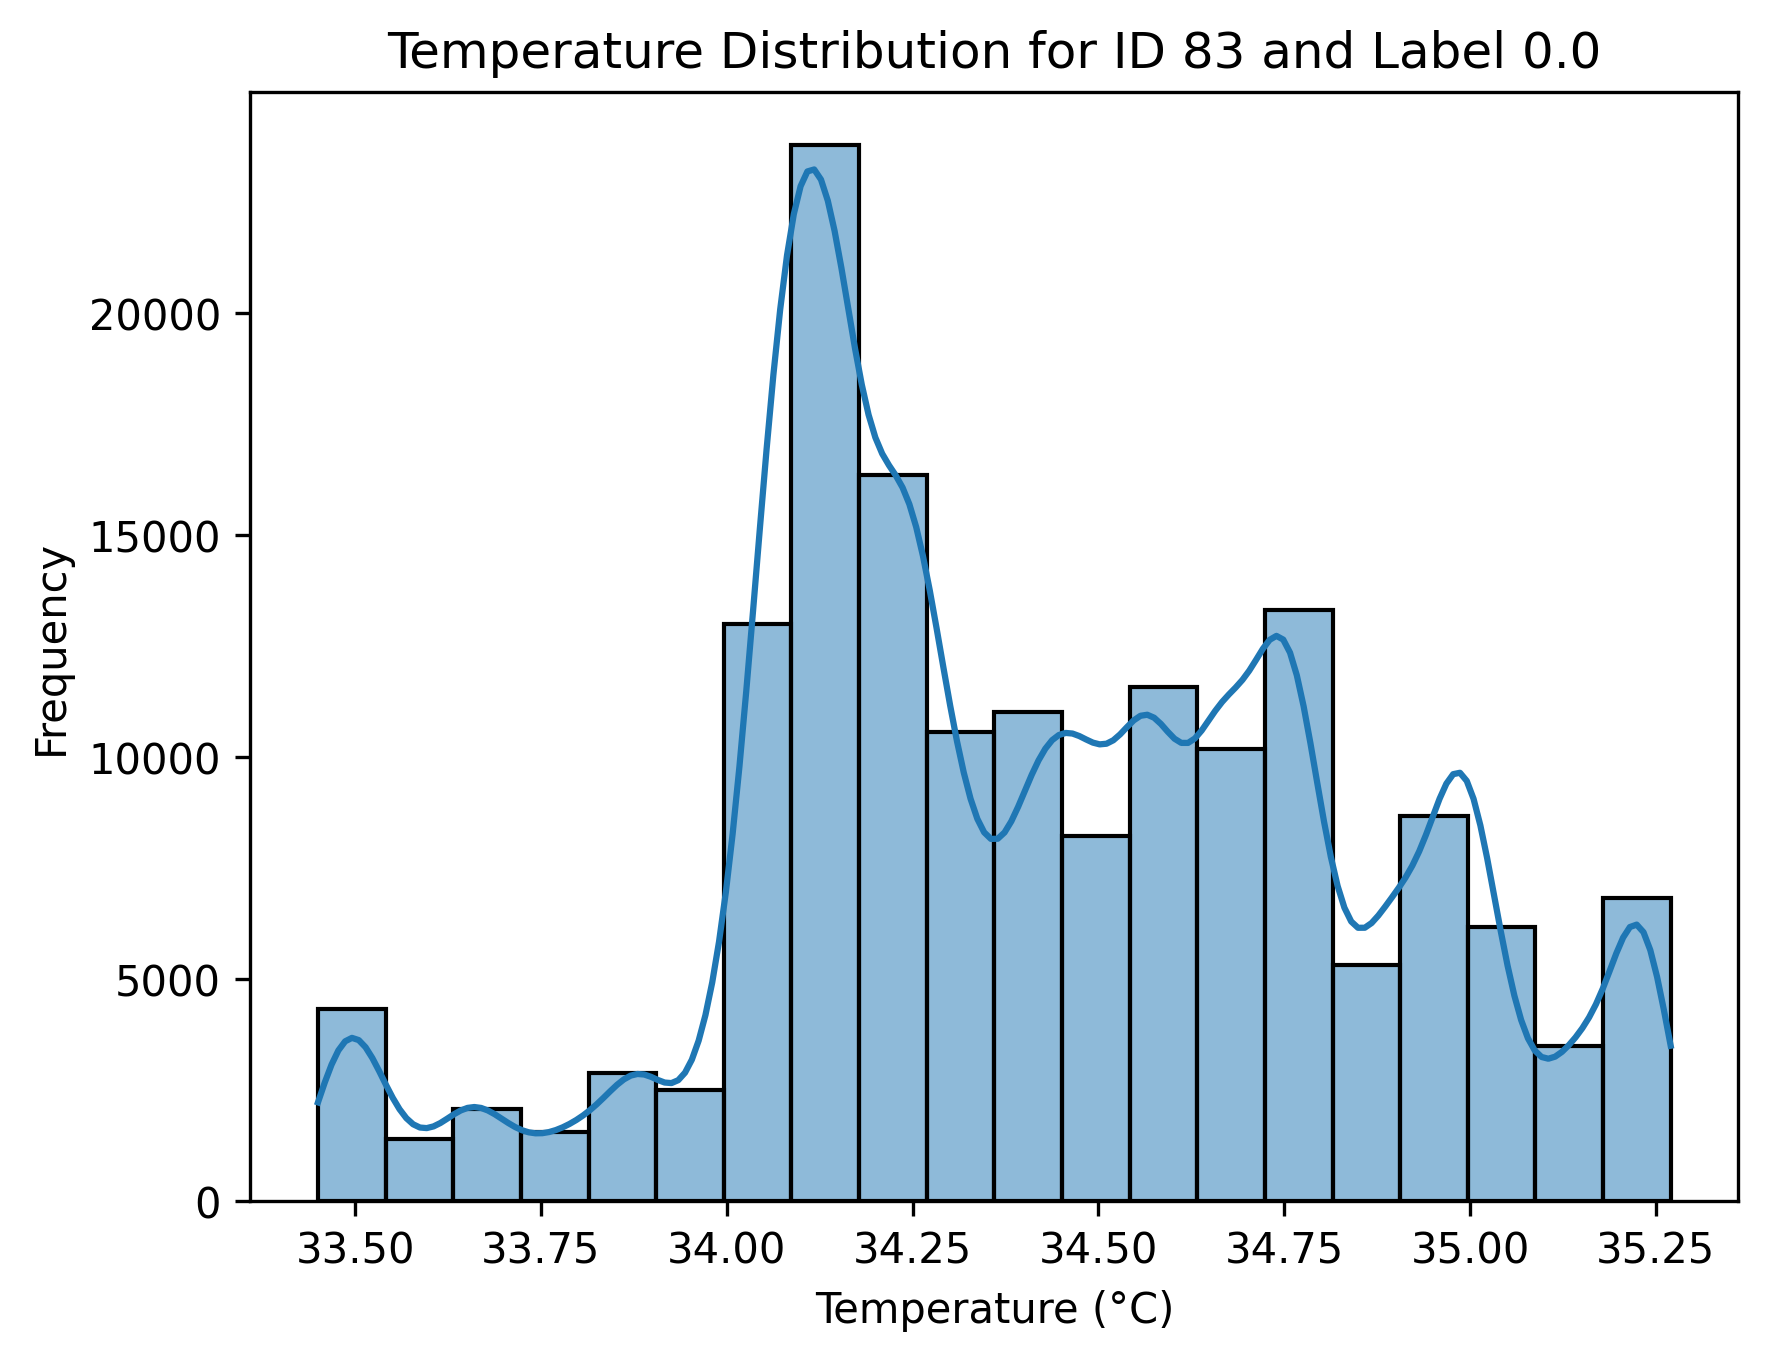 Temperature Distribution for ID 83 and Label 0.0
Frequency
20000
15000
10000
5000
0
33.50 33.75 34.00 34.25 34.50 34.75 35.00 35.25
Temperature (°C)